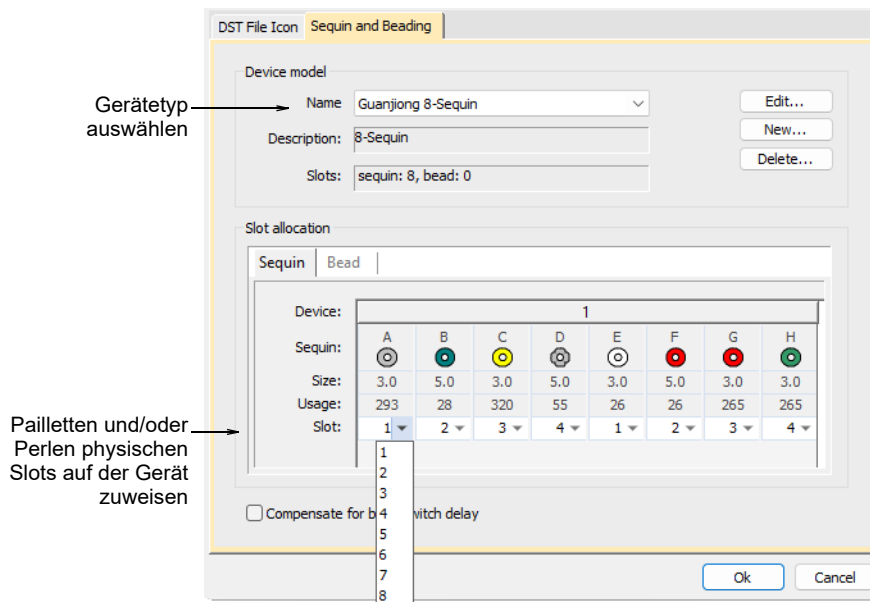 DST File Icon Sequin and Beading
Device model
Gerätetyp
auswählen
Name Guanjiong 8-Sequin Edit...
Description: 8-Sequin New...
Delete...
Slots: sequin: 8, bead: 0
Slot allocation
Sequin Bead
Device: 1
Sequin: A B C D E F G H
Size: 3.0 5.0 3.0 5.0 3.0 5.0 3.0 3.0
Usage: 293 28 320 55 26 26 265 265
Slot: 1 2 3 4 1 2 3 4
Pailletten und/oder
Perlen physischen
Slots auf der Gerät
zuweisen
1
2
3
4
5
6
7
8
Compensate for b witch delay
Ok Cancel